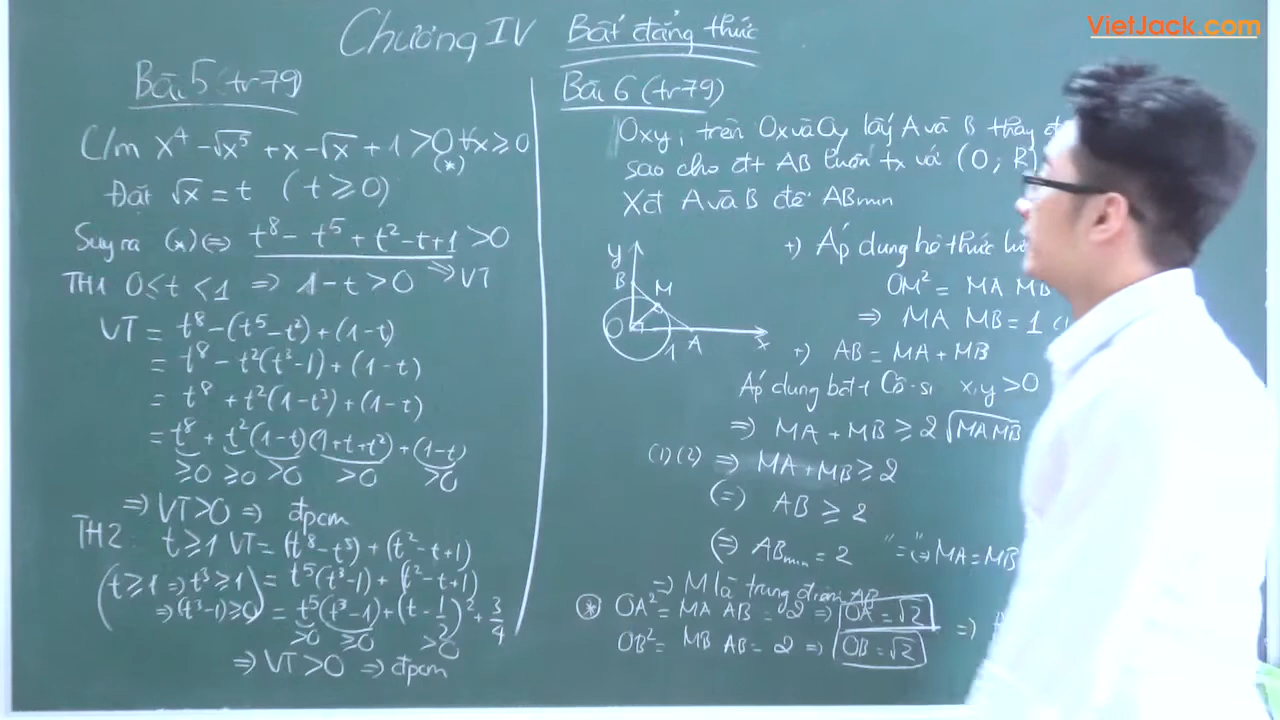 VietJack.com
Chương IV Bất đẳng thức
Bài 5 tr79
C/m x⁴ - √x⁵ + x - √x + 1 > 0 ∀x ≥ 0
(*)
Đặt √x = t (t ≥ 0)
Suy ra (*) (=) t⁸ - t⁵ + t² - t + 1 > 0
=> VT
TH1 0 ≤ t < 1 => 1 - t > 0
VT = t⁸ - (t⁵ - t²) + (1 - t)
= t⁸ - t²(t³ - 1) + (1 - t)
= t⁸ + t²(1 - t³) + (1 - t)
= t⁸ + t²(1 - t)(1 + t + t²) + (1 - t)
≥0 ≥0 >0 >0 >0
=> VT > 0 => đpcm
TH2 t ≥ 1 VT = (t⁸ - t⁵) + (t² - t + 1)
(t ≥ 1 => t³ ≥ 1) = t⁵(t³ - 1) + (t² - t + 1)
=> (t³ - 1) ≥ 0 = t⁵(t³ - 1) + (t - 1/2)² + 3/4
>0 ≥0 >0
=> VT > 0 => đpcm
Bài 6 (tr79)
Oxy, trên Ox và Oy lấy A và B thay
sao cho đt AB luôn tx với (O; R)
Xđ A và B để ABmin
y
B
M
O
1
A
x
+) Áp dụng hệ thức
OM² = MA MB
=> MA MB = 1
+) AB = MA + MB
Áp dụng bđt Cô-si x, y > 0
=> MA + MB ≥ 2√MA MB
(1) (2) => MA + MB ≥ 2
(=) AB ≥ 2
(=) ABmin = 2 "=" (=) MA = MB
=> M là trung điểm AB
(*) OA² = MA AB = 2 => OA = √2
OB² = MB AB = 2 => OB = √2 =>